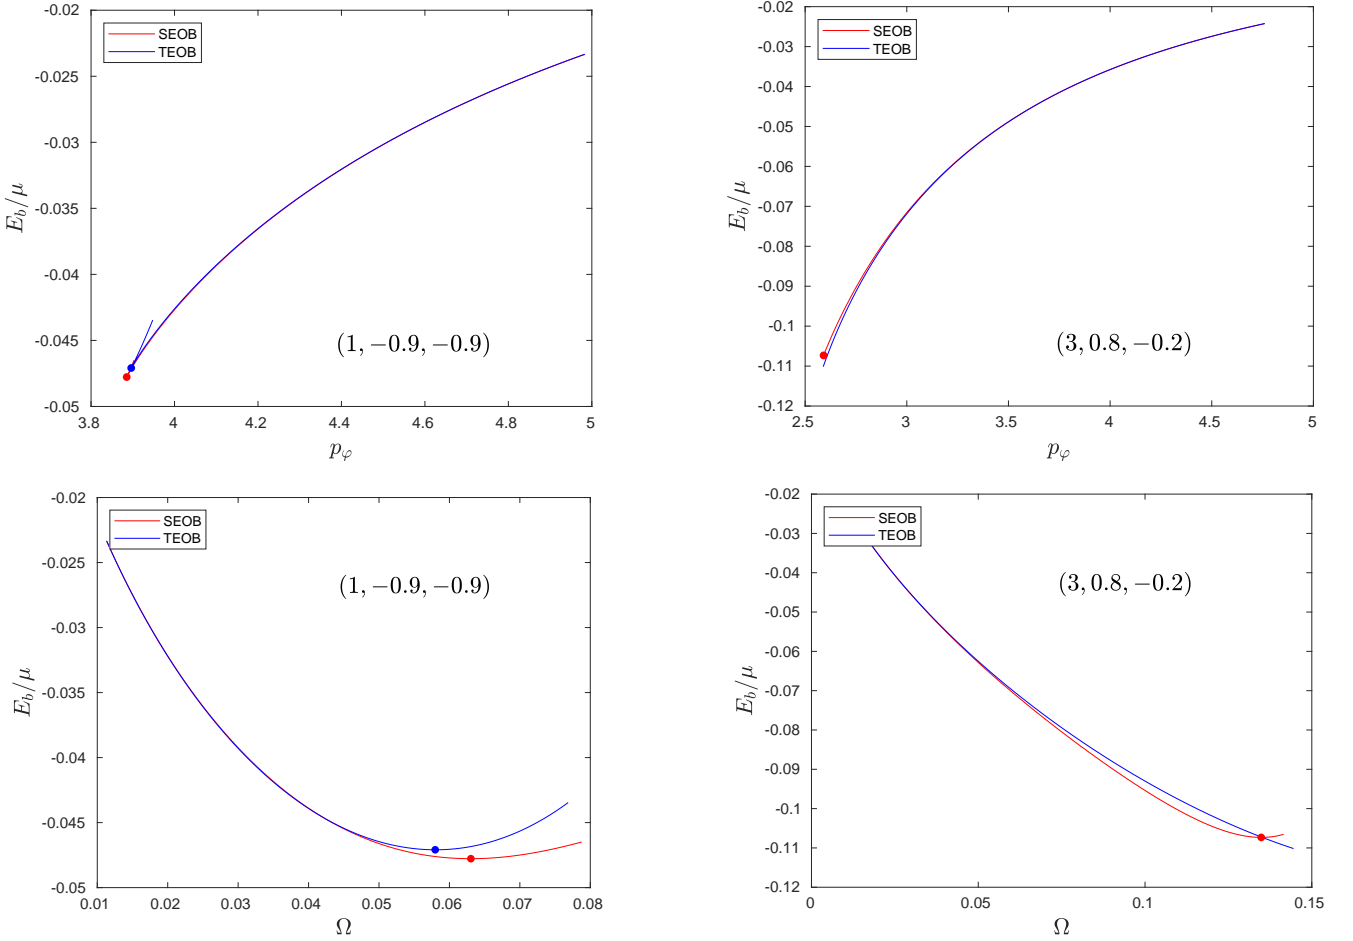 -0.02
-0.025
-0.03
-0.035
-0.04
-0.045
-0.05
3.8 4 4.2 4.4 4.6 4.8 5
E_b/μ
p_φ
SEOB
TEOB
(1, −0.9, −0.9)
-0.02
-0.03
-0.04
-0.05
-0.06
-0.07
-0.08
-0.09
-0.1
-0.11
-0.12
2.5 3 3.5 4 4.5 5
E_b/μ
p_φ
SEOB
TEOB
(3, 0.8, −0.2)
-0.02
-0.025
-0.03
-0.035
-0.04
-0.045
-0.05
0.01 0.02 0.03 0.04 0.05 0.06 0.07 0.08
E_b/μ
Ω
SEOB
TEOB
(1, −0.9, −0.9)
-0.02
-0.03
-0.04
-0.05
-0.06
-0.07
-0.08
-0.09
-0.1
-0.11
-0.12
0 0.05 0.1 0.15
E_b/μ
Ω
SEOB
TEOB
(3, 0.8, −0.2)